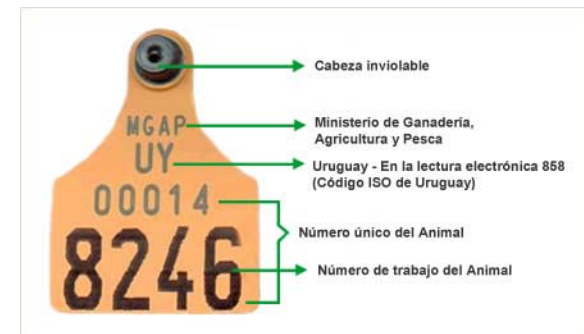 Cabeza inviolable
MGAP
Ministerio de Ganadería,
Agricultura y Pesca
UY
Uruguay - En la lectura electrónica 858
(Código ISO de Uruguay)
00014
Número único del Animal
8246
Número de trabajo del Animal